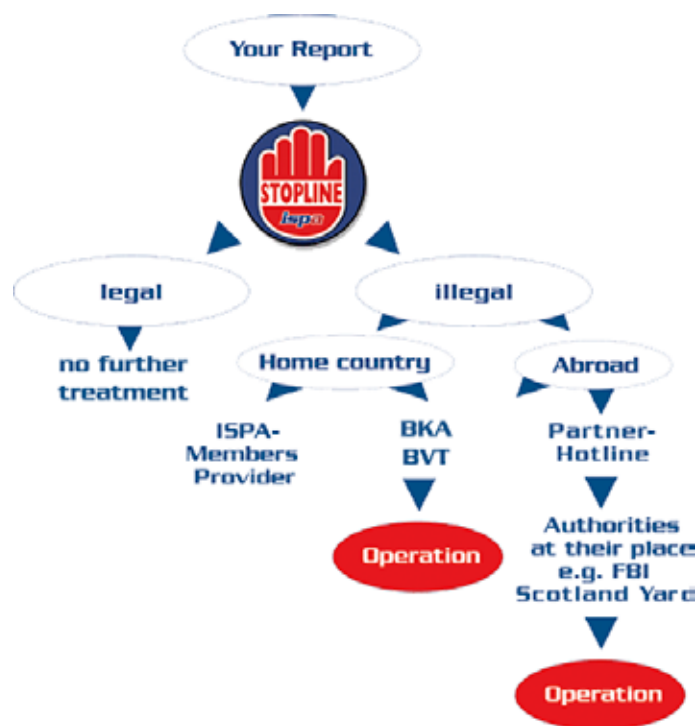 Your Report
STOPLINE
ispa
legal
illegal
no further
treatment
Home country
Abroad
ISPA-
Members
Provider
BKA
BVT
Partner-
Hotline
Operation
Authorities
at their place
e.g. FBI
Scotland Yard
Operation